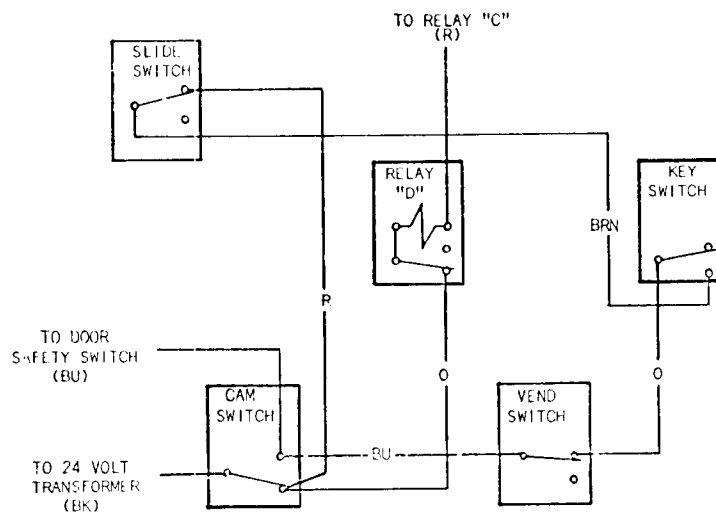 TO RELAY "C"
(R)
SLIDE
SWITCH
RELAY
"D"
KEY
SWITCH
BRN
R
TO DOOR
SAFETY SWITCH
(BU)
CAM
SWITCH
O
VEND
SWITCH
O
BU
TO 24 VOLT
TRANSFORMER
(BK)